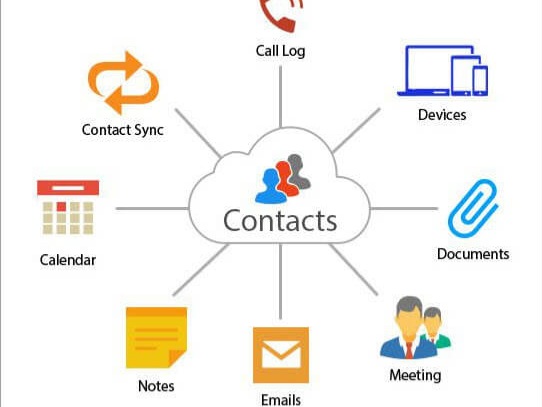 Call Log
Devices
Contact Sync
Contacts
Calendar
Documents
Notes
Emails
Meeting